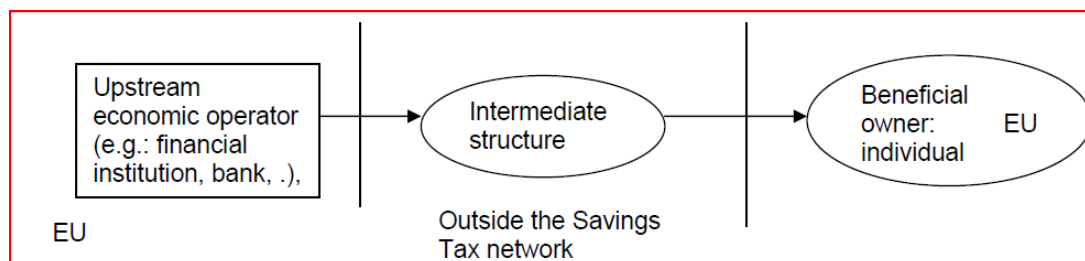 Upstream
economic operator
(e.g.: financial
institution, bank, .),
EU
Intermediate
structure
Outside the Savings
Tax network
Beneficial
owner:
individual
EU